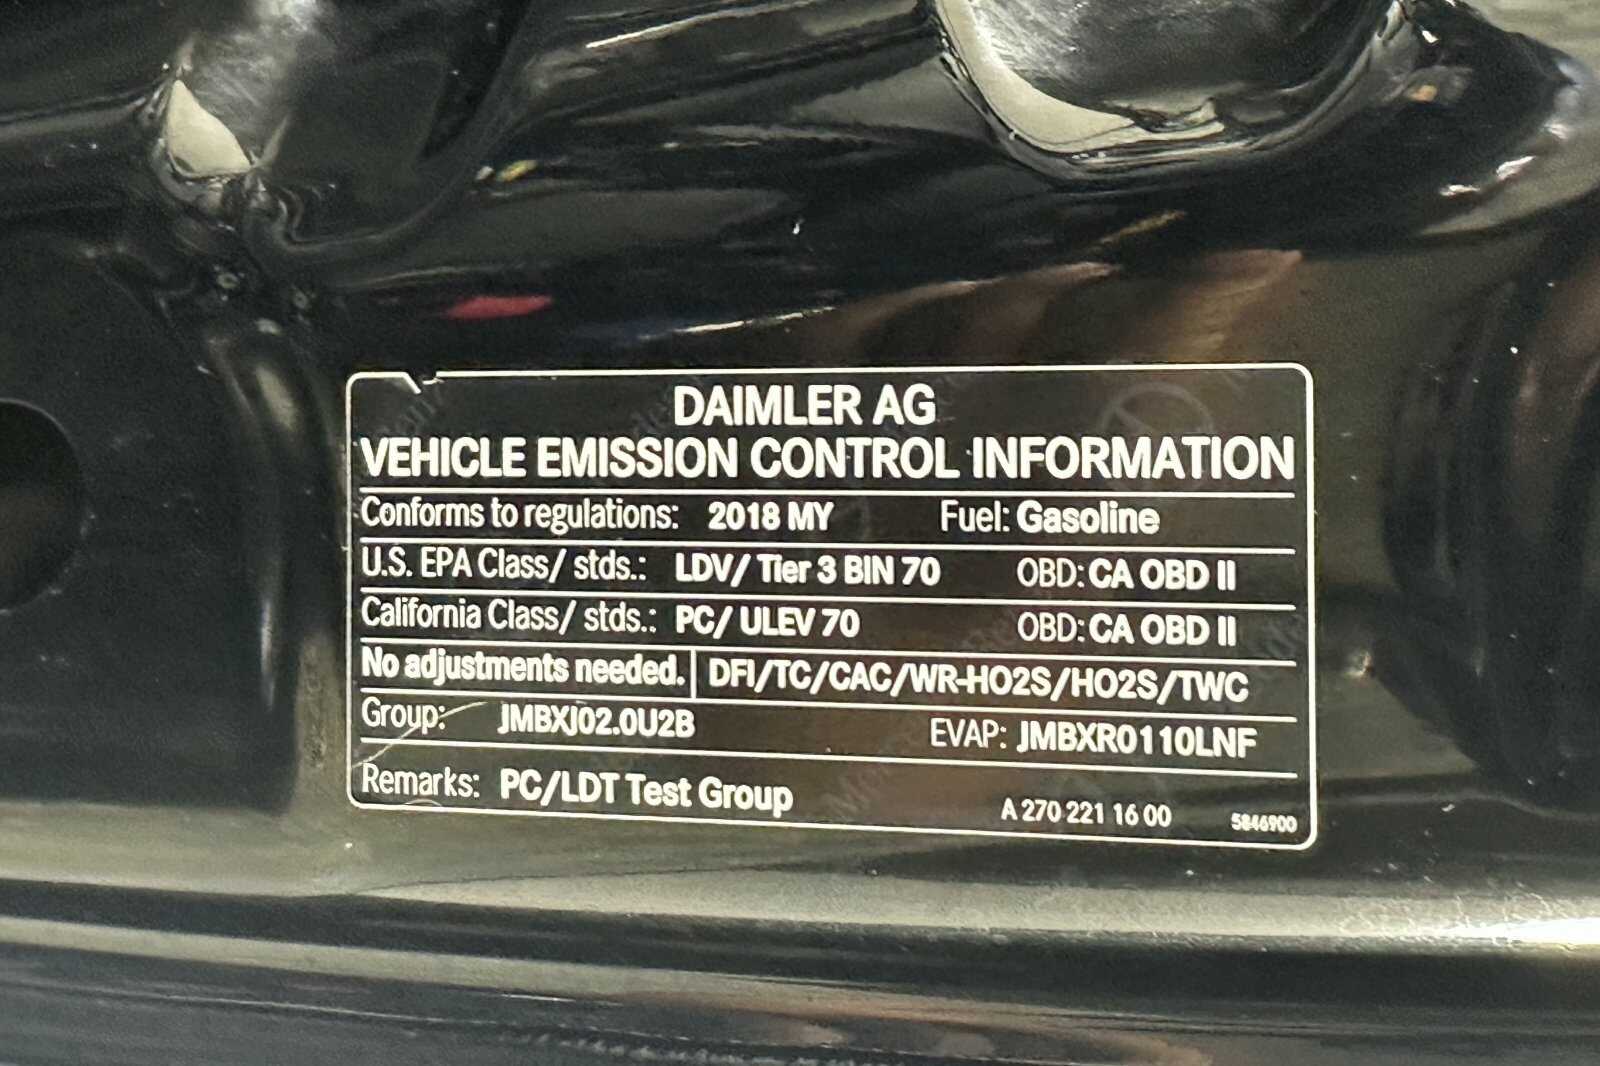 DAIMLER AG
VEHICLE EMISSION CONTROL INFORMATION
Conforms to regulations: 2018 MY Fuel: Gasoline
U.S. EPA Class/ stds.: LDV/ Tier 3 BIN 70 OBD: CA OBD II
California Class/ stds.: PC/ ULEV 70 OBD: CA OBD II
No adjustments needed. DFI/TC/CAC/WR-HO2S/HO2S/TWC
Group: JMBXJ02.0U2B EVAP: JMBXR0110LNF
Remarks: PC/LDT Test Group A 270 221 16 00 5846900